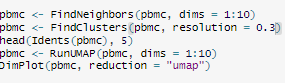 pbmc <- FindNeighbors(pbmc, dims = 1:10)
pbmc <- FindClusters(pbmc, resolution = 0.3)
head(Idents(pbmc), 5)
pbmc <- RunUMAP(pbmc, dims = 1:10)
DimPlot(pbmc, reduction = "umap")